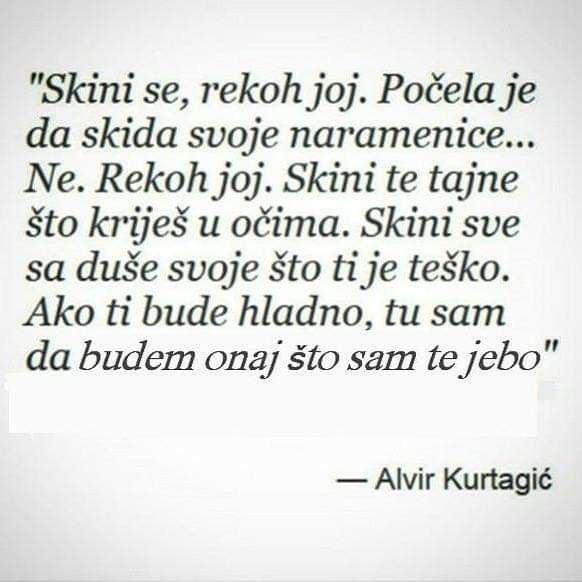 "Skini se, rekoh joj. Počela je
da skida svoje naramenice...
Ne. Rekoh joj. Skini te tajne
što kriješ u očima. Skini sve
sa duše svoje što ti je teško.
Ako ti bude hladno, tu sam
da budem onaj što sam te jebo"
— Alvir Kurtagić